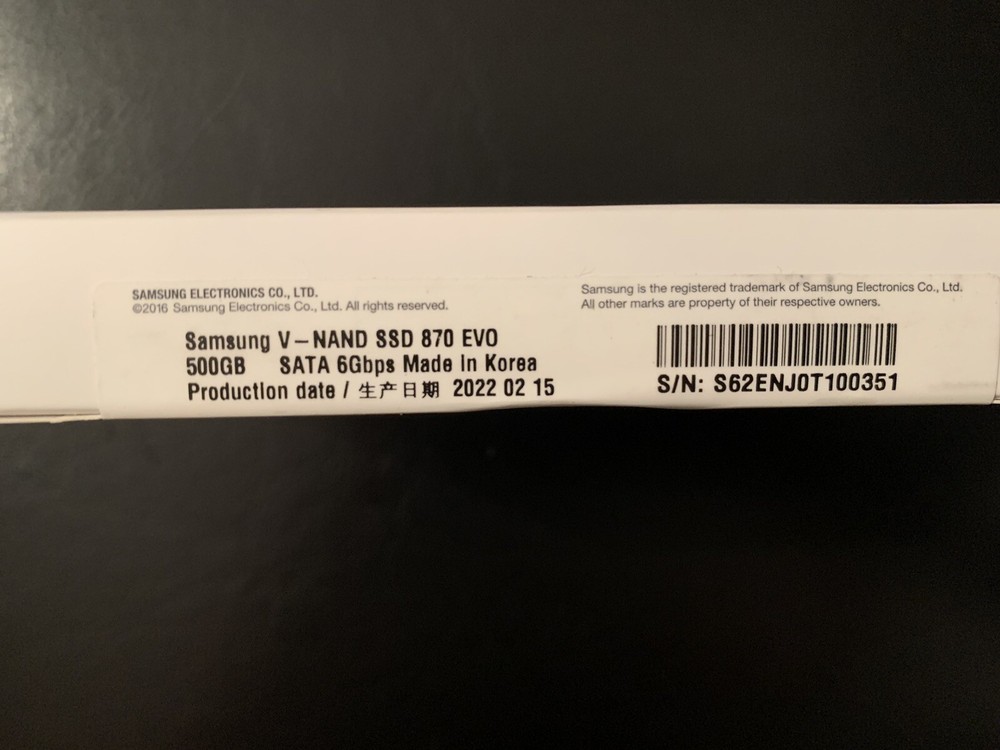 SAMSUNG ELECTRONICS CO., LTD.
©2016 Samsung Electronics Co., Ltd. All rights reserved.
Samsung V-NAND SSD 870 EVO
500GB SATA 6Gbps Made In Korea
Production date / 生产日期 2022 02 15
Samsung is the registered trademark of Samsung Electronics Co., Ltd.
All other marks are property of their respective owners.
S/N: S62ENJ0T100351